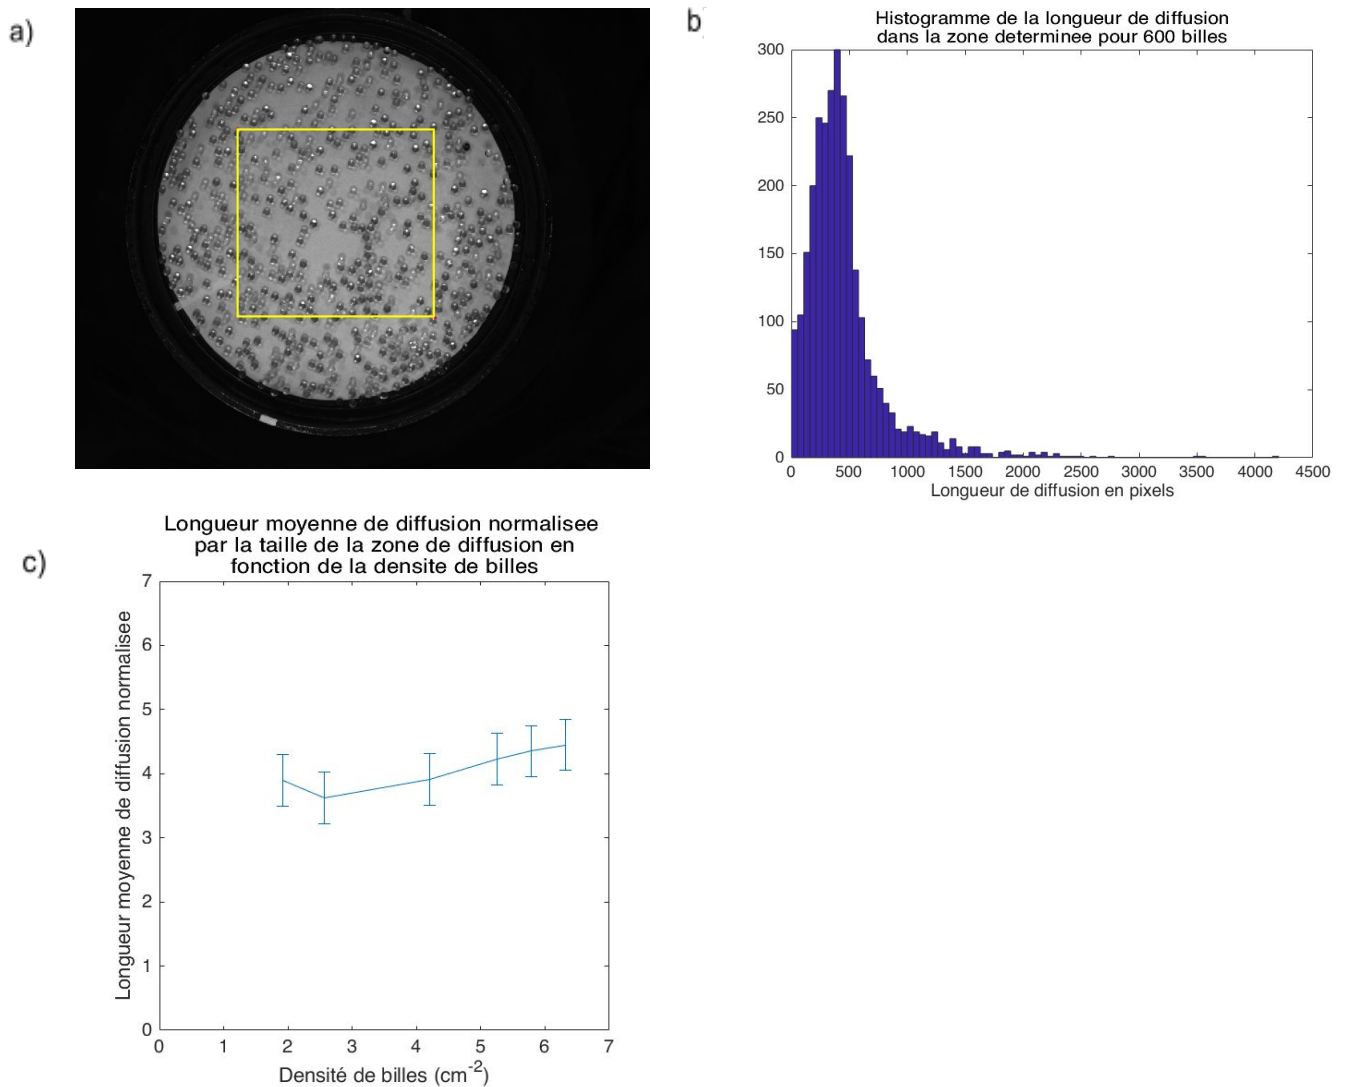 a)
b)
Histogramme de la longueur de diffusion
dans la zone determinee pour 600 billes
300
250
200
150
100
50
0
0 500 1000 1500 2000 2500 3000 3500 4000 4500
Longueur de diffusion en pixels
c)
Longueur moyenne de diffusion normalisee
par la taille de la zone de diffusion en
fonction de la densite de billes
Longueur moyenne de diffusion normalisee
7
6
5
4
3
2
1
0
0 1 2 3 4 5 6 7
Densité de billes (cm⁻²)